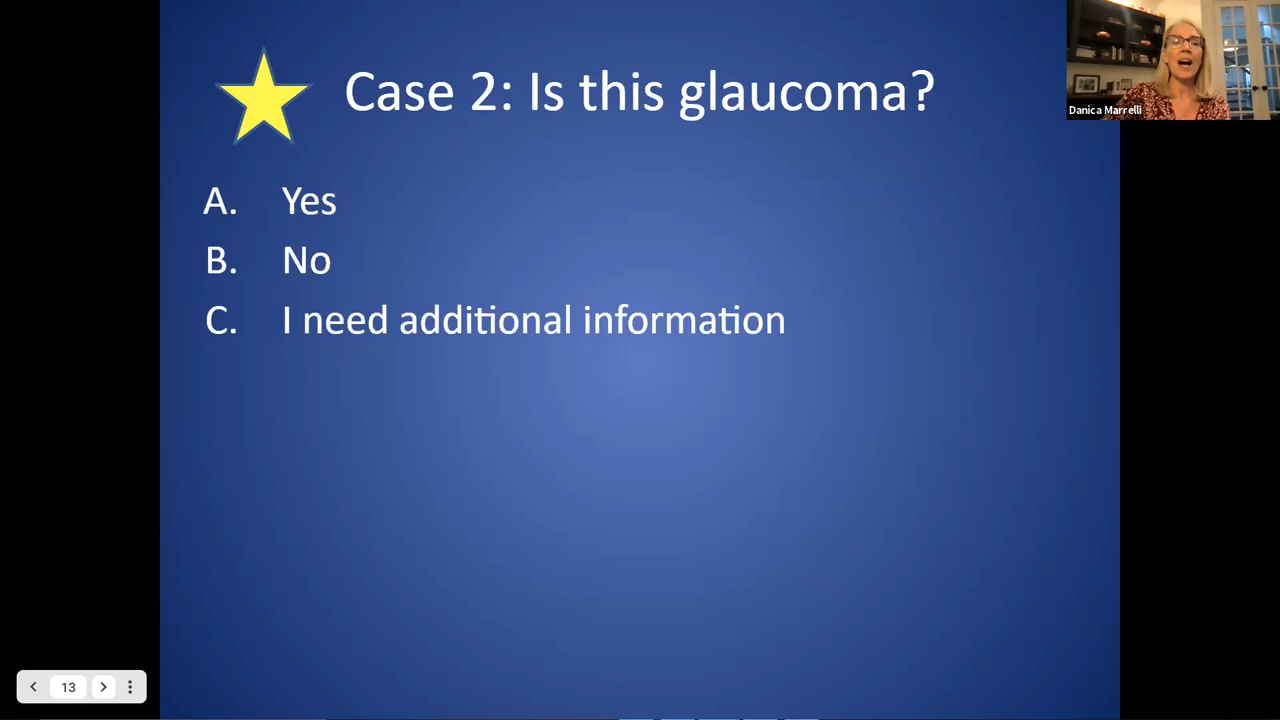 Case 2: Is this glaucoma?
A. Yes
B. No
C. I need additional information
Danica Marrelli
13